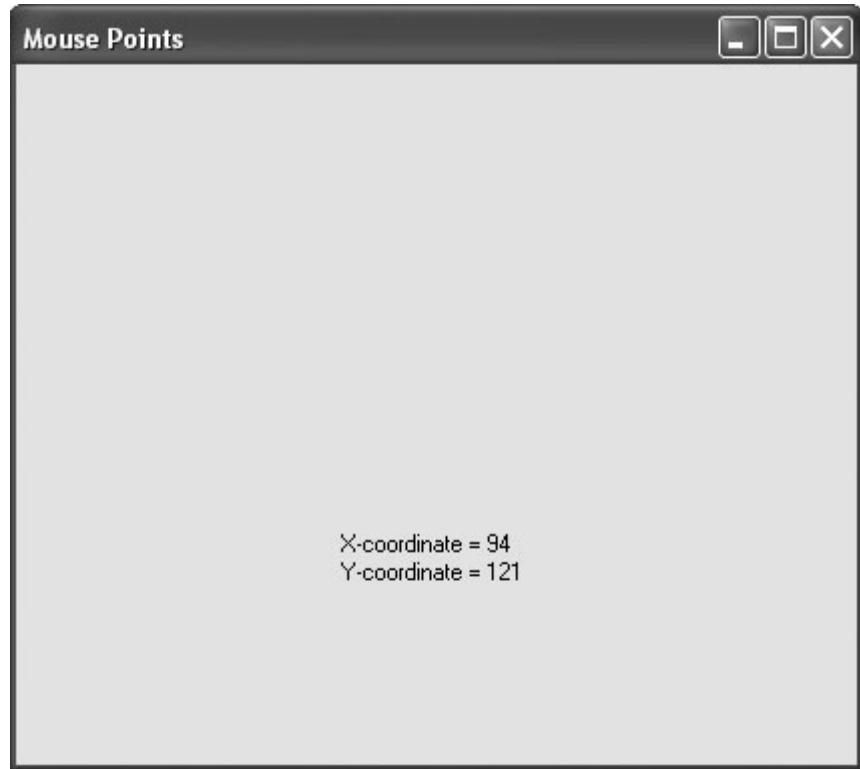 Mouse Points
X-coordinate = 94
Y-coordinate = 121